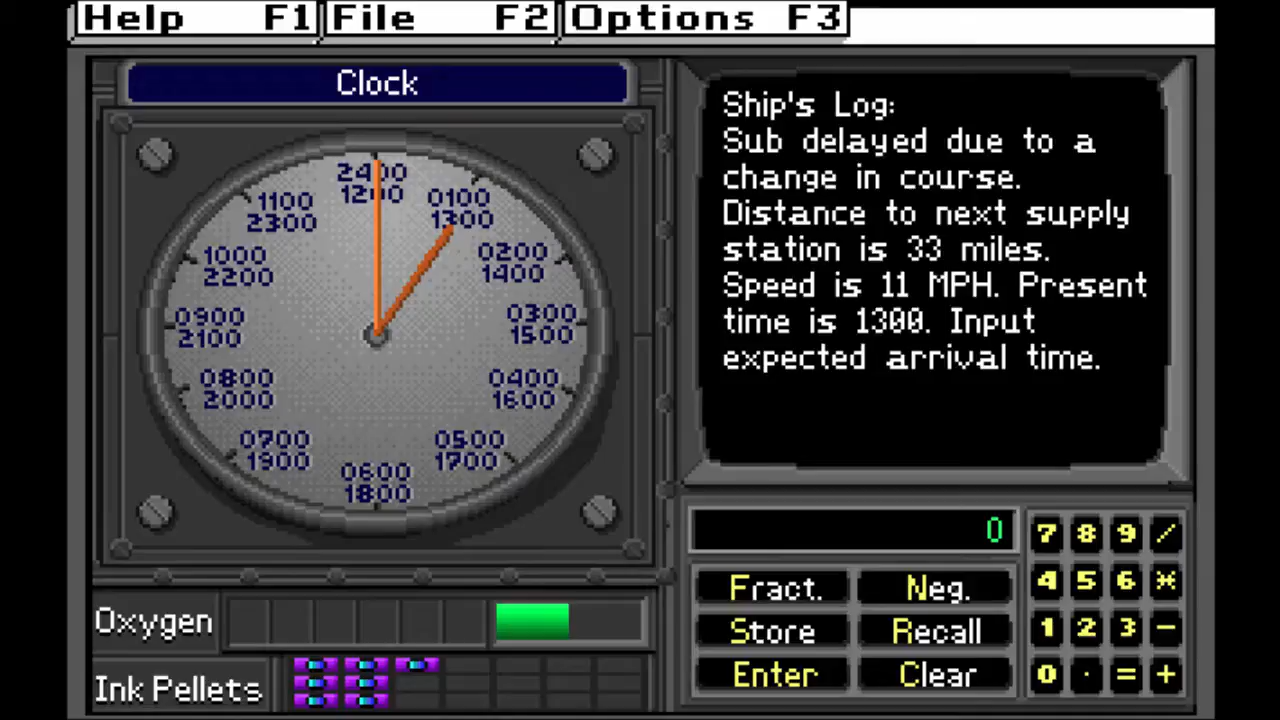 Help F1 File F2 Options F3
Clock
2400
1200
0100
1300
0200
1400
0300
1500
0400
1600
0500
1700
0600
1800
0700
1900
0800
2000
0900
2100
1000
2200
1100
2300
Ship's Log:
Sub delayed due to a
change in course.
Distance to next supply
station is 33 miles.
Speed is 11 MPH. Present
time is 1300. Input
expected arrival time.
Oxygen
Ink Pellets
0
Fract. Neg.
Store Recall
Enter Clear
7 8 9 /
4 5 6 *
1 2 3 -
0 . = +